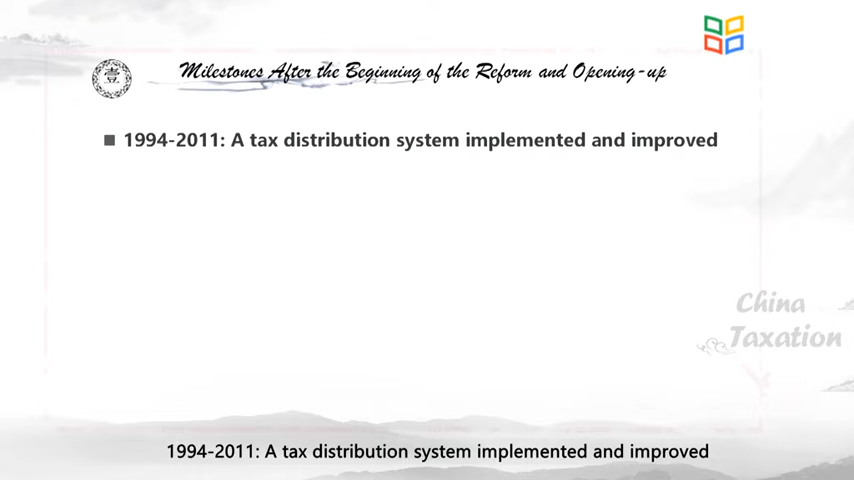 壹
Milestones After the Beginning of the Reform and Opening-up
■ 1994-2011: A tax distribution system implemented and improved
China
Taxation
1994-2011: A tax distribution system implemented and improved